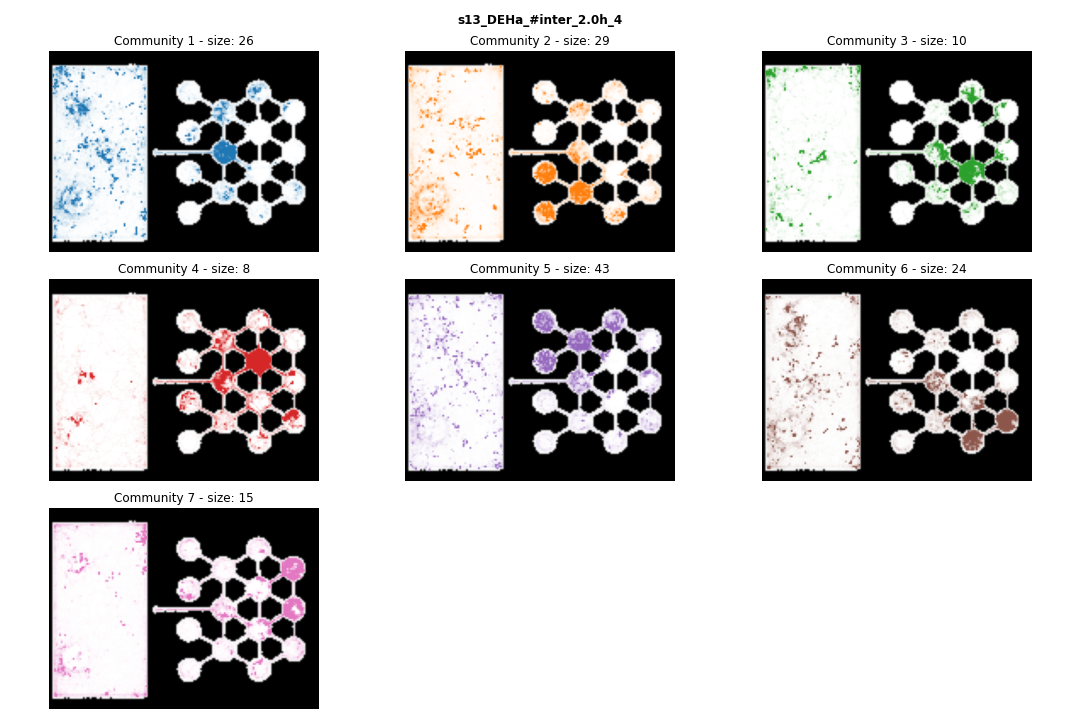 s13_DEHa_#inter_2.0h_4
Community 1 - size: 26
Community 2 - size: 29
Community 3 - size: 10
Community 4 - size: 8
Community 5 - size: 43
Community 6 - size: 24
Community 7 - size: 15